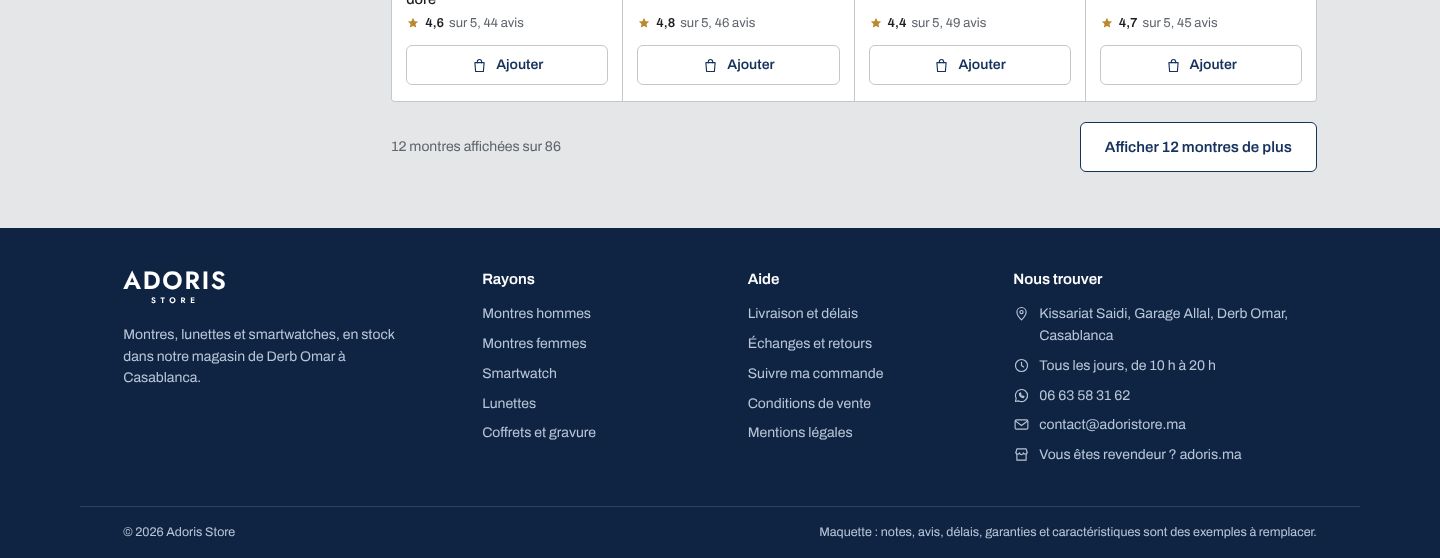 doré
4,6 sur 5, 44 avis
4,8 sur 5, 46 avis
4,4 sur 5, 49 avis
4,7 sur 5, 45 avis
Ajouter
Ajouter
Ajouter
Ajouter
12 montres affichées sur 86
Afficher 12 montres de plus
ADORIS
STORE
Montres, lunettes et smartwatches, en stock
dans notre magasin de Derb Omar à
Casablanca.
Rayons
Montres hommes
Montres femmes
Smartwatch
Lunettes
Coffrets et gravure
Aide
Livraison et délais
Échanges et retours
Suivre ma commande
Conditions de vente
Mentions légales
Nous trouver
Kissariat Saidi, Garage Allal, Derb Omar,
Casablanca
Tous les jours, de 10 h à 20 h
06 63 58 31 62
contact@adoristore.ma
Vous êtes revendeur ? adoris.ma
© 2026 Adoris Store
Maquette : notes, avis, délais, garanties et caractéristiques sont des exemples à remplacer.